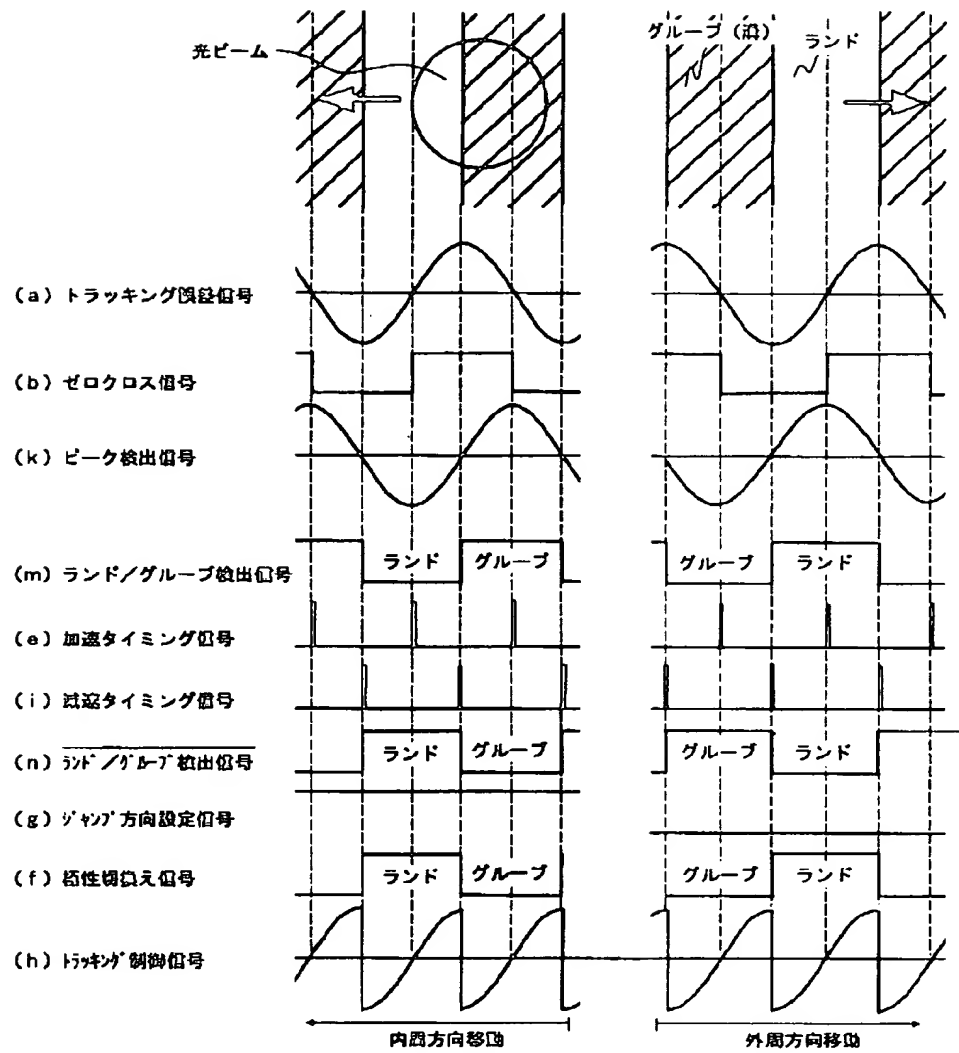 光ビーム
グルーブ（沿）
ランド
(a) トラッキング誤差信号
(b) ゼロクロス信号
(k) ピーク検出信号
(m) ランド／グルーブ検出信号
ランド
グルーブ
グルーブ
ランド
(e) 加速タイミング信号
(i) 減速タイミング信号
(n) ランド／グルーブ検出信号
ランド
グルーブ
グルーブ
ランド
(g) ジャンプ方向設定信号
(f) 極性切換え信号
ランド
グルーブ
グルーブ
ランド
(h) トラッキング制御信号
内周方向移動
外周方向移動